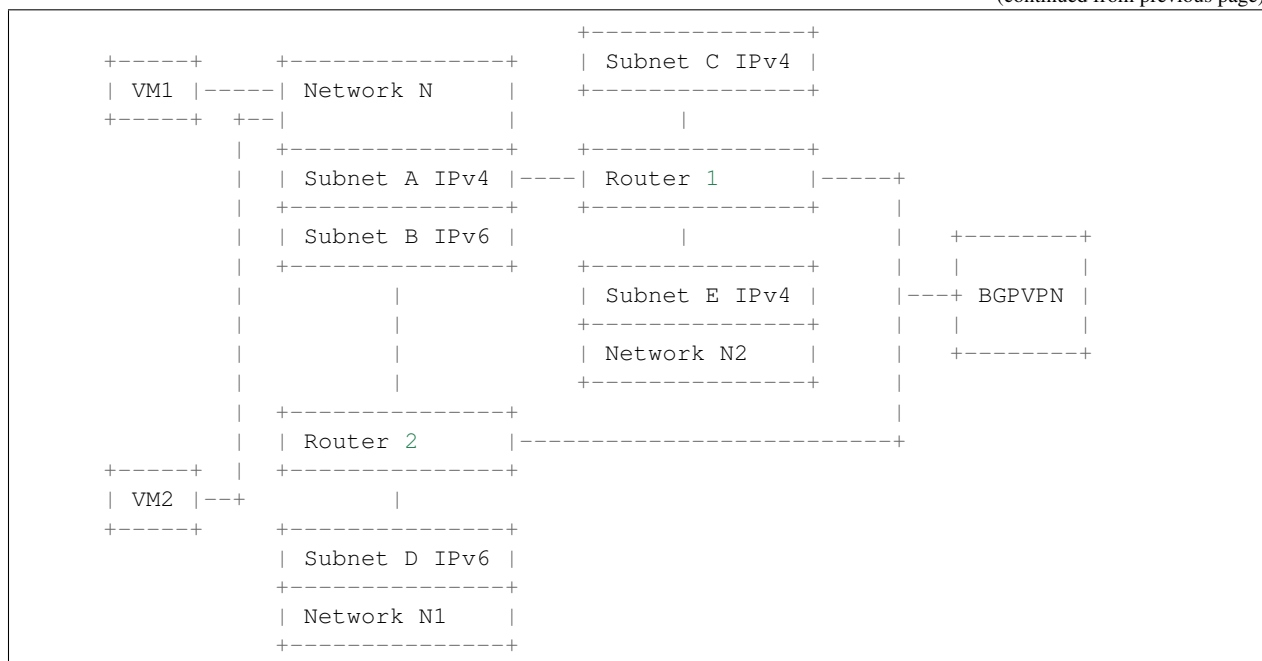 (continued from previous page)
Subnet C IPv4
VM1 Network N
Subnet A IPv4 Router 1
Subnet B IPv6
Subnet E IPv4 BGPVPN
Network N2
Router 2
VM2
Subnet D IPv6
Network N1